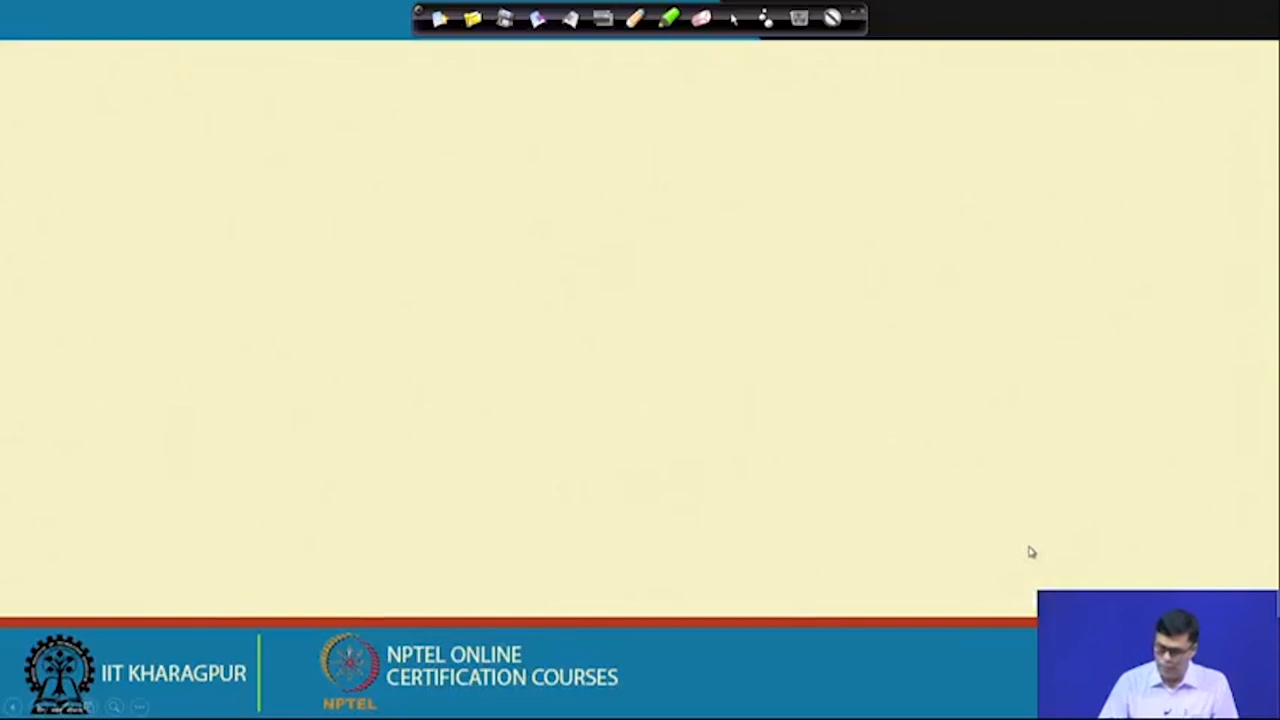 IIT KHARAGPUR
NPTEL
NPTEL ONLINE
CERTIFICATION COURSES